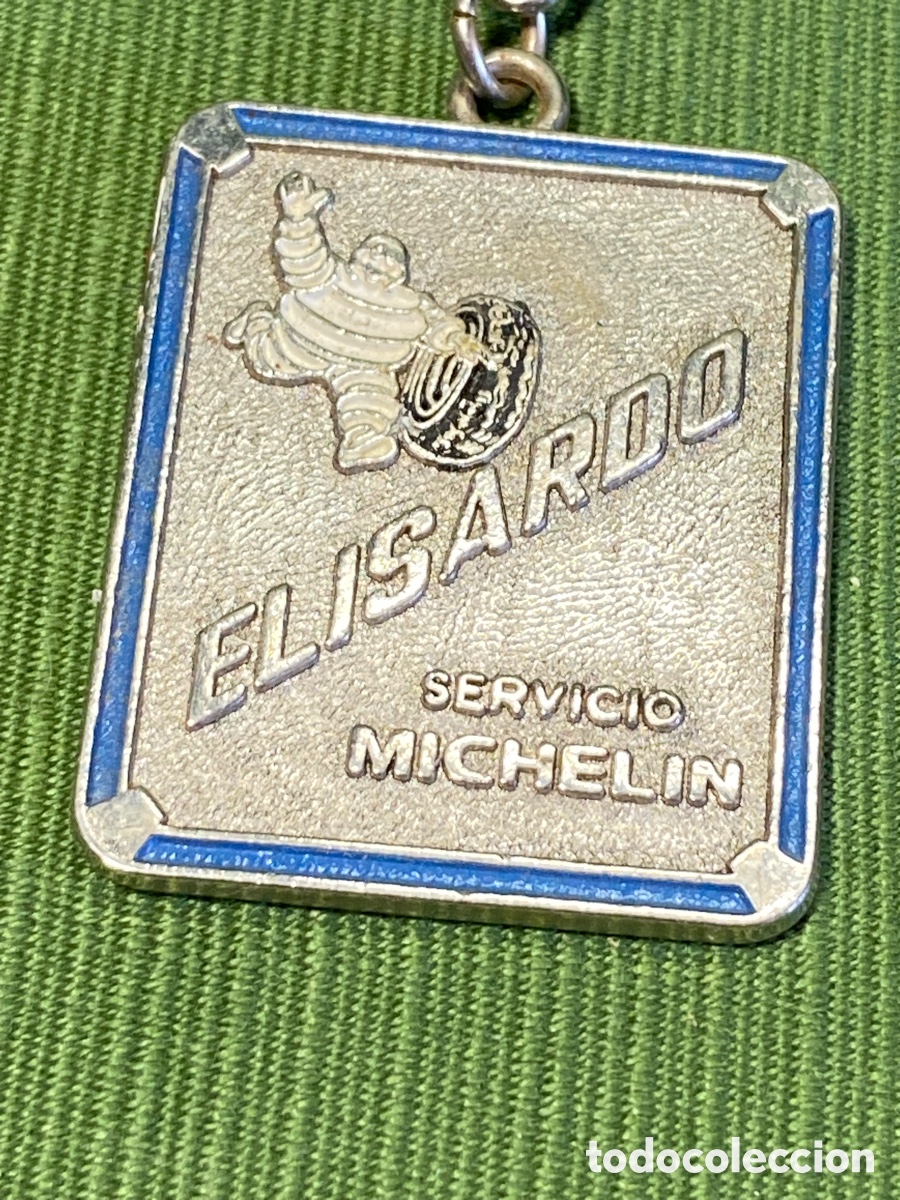 ELISARDO
SERVICIO
MICHELIN
todocoleccion